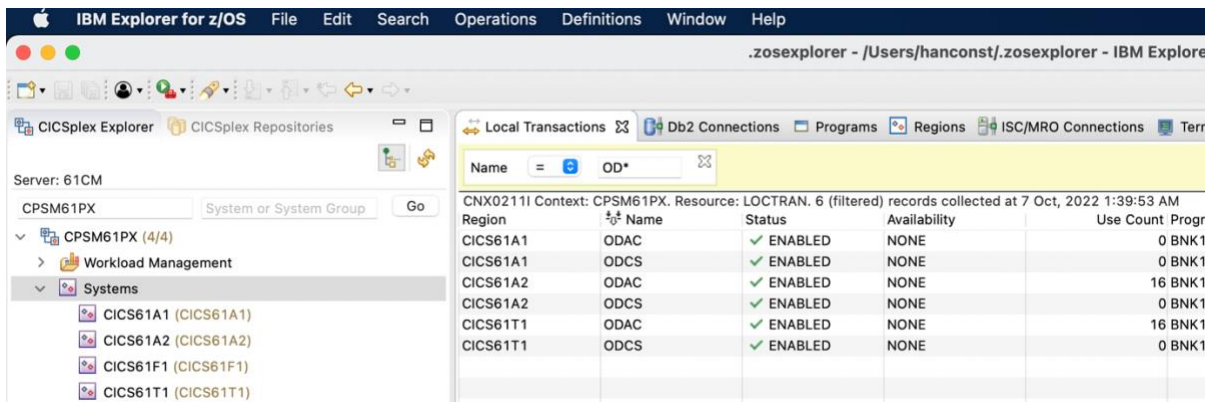 IBM Explorer for z/OS File Edit Search Operations Definitions Window Help
.zosexplorer - /Users/hanconst/.zosexplorer - IBM Explore
CICSplex Explorer CICSplex Repositories
Server: 61CM
CPSM61PX System or System Group Go
CPSM61PX (4/4)
Workload Management
Systems
CICS61A1 (CICS61A1)
CICS61A2 (CICS61A2)
CICS61F1 (CICS61F1)
CICS61T1 (CICS61T1)
Local Transactions Db2 Connections Programs Regions ISC/MRO Connections Terr
Name = OD*
CNX0211I Context: CPSM61PX. Resource: LOCTRAN. 6 (filtered) records collected at 7 Oct, 2022 1:39:53 AM
Region Name Status Availability Use Count Progr
CICS61A1 ODAC ENABLED NONE 0 BNK1
CICS61A1 ODCS ENABLED NONE 0 BNK1
CICS61A2 ODAC ENABLED NONE 16 BNK1
CICS61A2 ODCS ENABLED NONE 0 BNK1
CICS61T1 ODAC ENABLED NONE 16 BNK1
CICS61T1 ODCS ENABLED NONE 0 BNK1